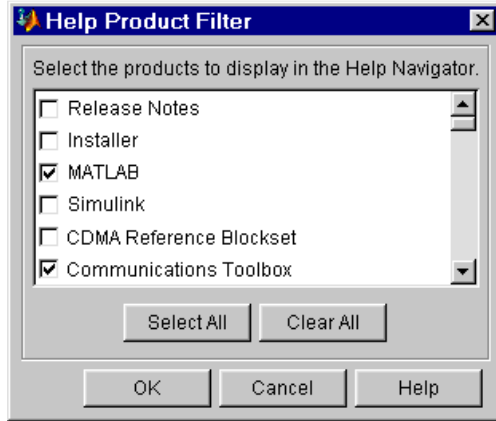 Help Product Filter
Select the products to display in the Help Navigator.
Release Notes
Installer
MATLAB
Simulink
CDMA Reference Blockset
Communications Toolbox
Select All Clear All
OK Cancel Help